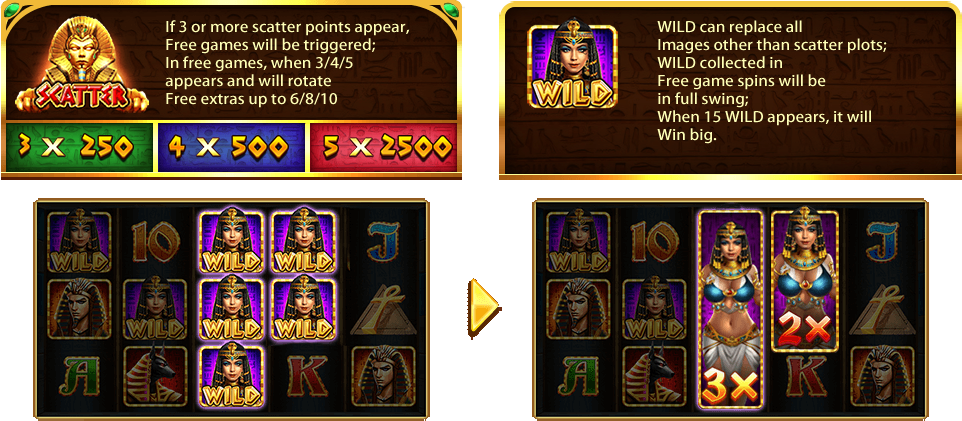 If 3 or more scatter points appear,
Free games will be triggered;
In free games, when 3/4/5
appears and will rotate
Free extras up to 6/8/10
SCATTER
3 X 250
4 X 500
5 X 2500
WILD can replace all
Images other than scatter plots;
WILD collected in
Free game spins will be
in full swing;
When 15 WILD appears, it will
Win big.
WILD
WILD 10 WILD WILD J
WILD WILD WILD
A WILD K
WILD 10 J
WILD 2X
A 3X K